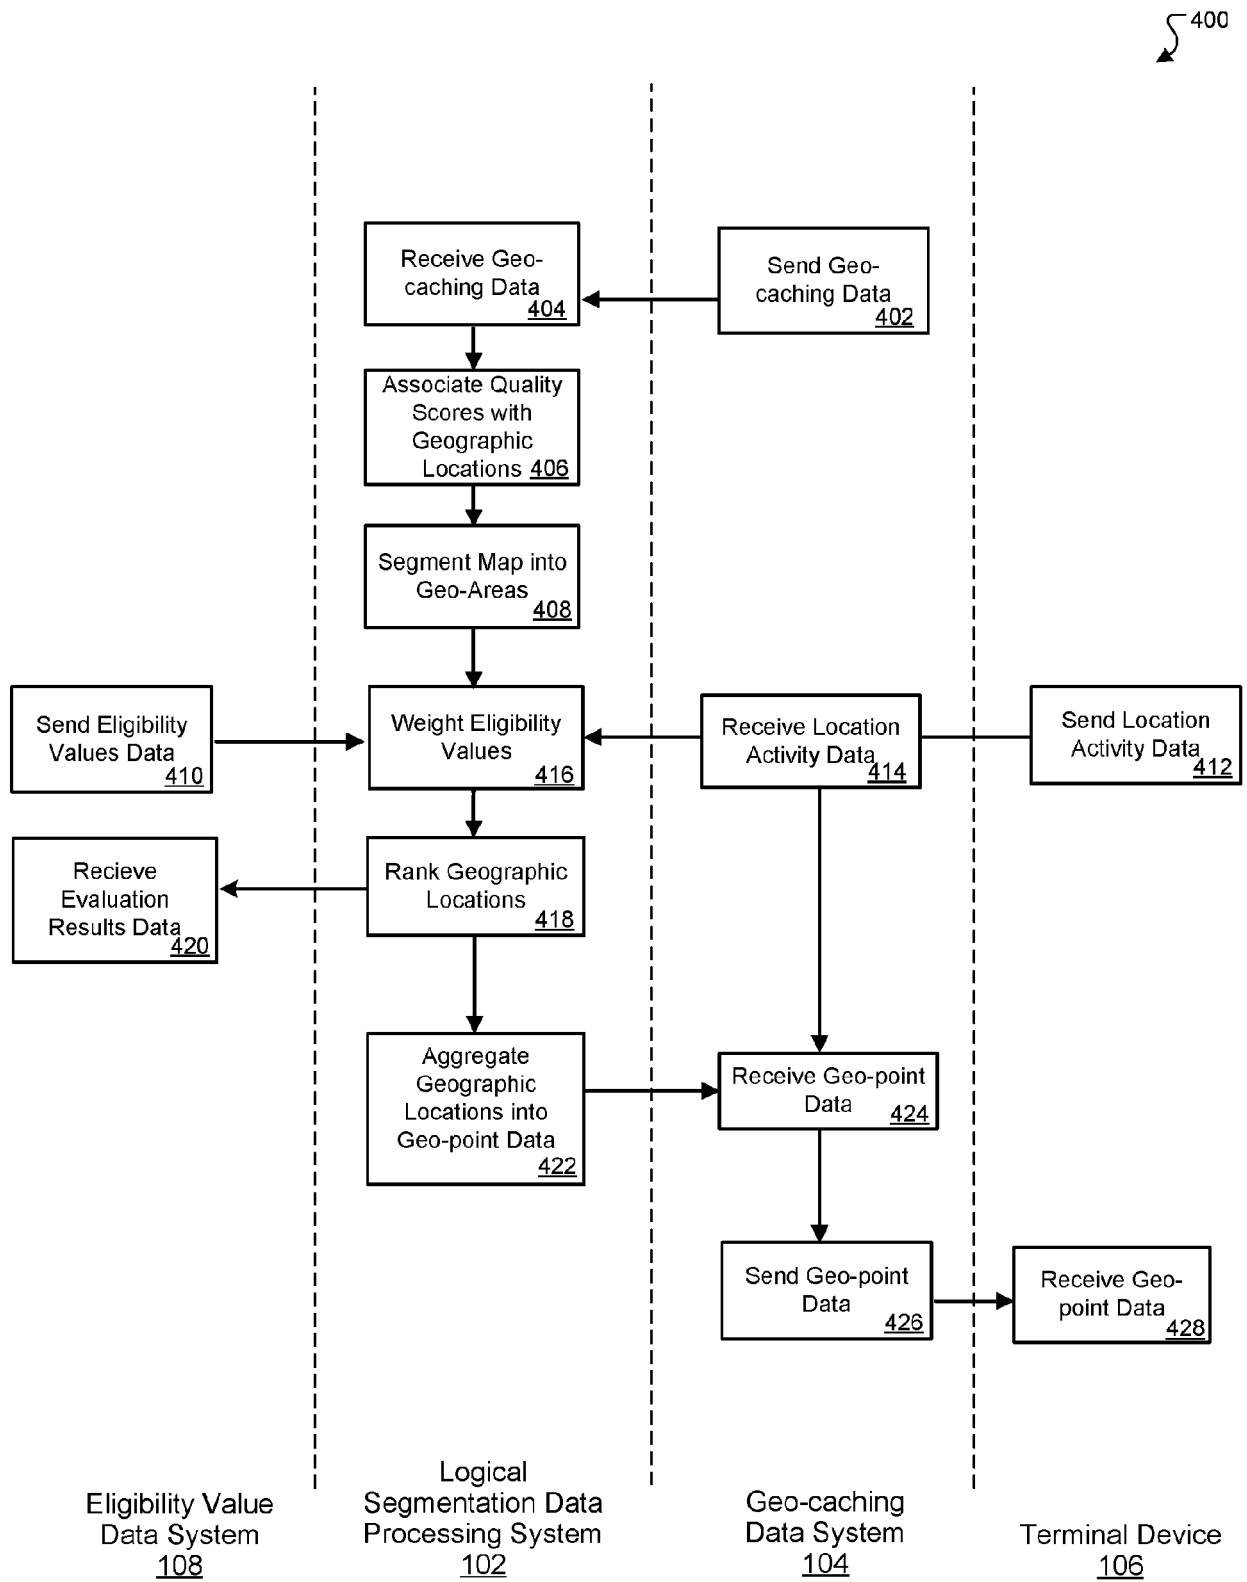 400
Receive Geo-
caching Data
404
Send Geo-
caching Data
402
Associate Quality
Scores with
Geographic
Locations 406
Segment Map into
Geo-Areas
408
Send Eligibility
Values Data
410
Weight Eligibility
Values
416
Receive Location
Activity Data
414
Send Location
Activity Data
412
Recieve
Evaluation
Results Data
420
Rank Geographic
Locations
418
Aggregate
Geographic
Locations into
Geo-point Data
422
Receive Geo-point
Data
424
Send Geo-point
Data
426
Receive Geo-
point Data
428
Eligibility Value
Data System
108
Logical
Segmentation Data
Processing System
102
Geo-caching
Data System
104
Terminal Device
106